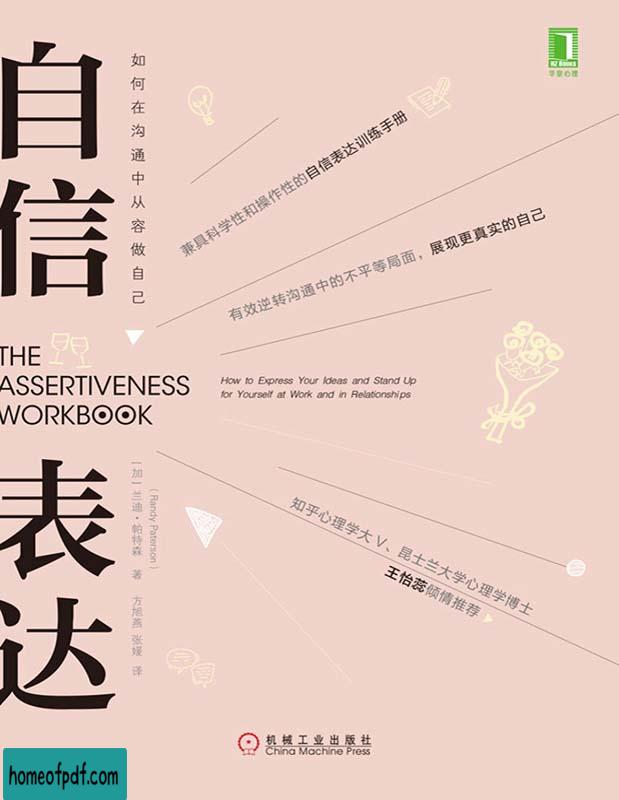 自信表达
如何在沟通中从容做自己
HZ Books
华章心理
兼具科学性和操作性的自信表达训练手册
有效逆转沟通中的不平等局面，展现更真实的自己
THE
ASSERTIVENESS
WORKBOOK
How to Express Your Ideas and Stand Up
for Yourself at Work and in Relationships
[加] 兰迪·帕特森 著
(Randy Paterson)
方旭燕 张媛 译
知乎心理学大 V、昆士兰大学心理学博士
王怡蕊倾情推荐
机械工业出版社
China Machine Press
homeofpdf.com